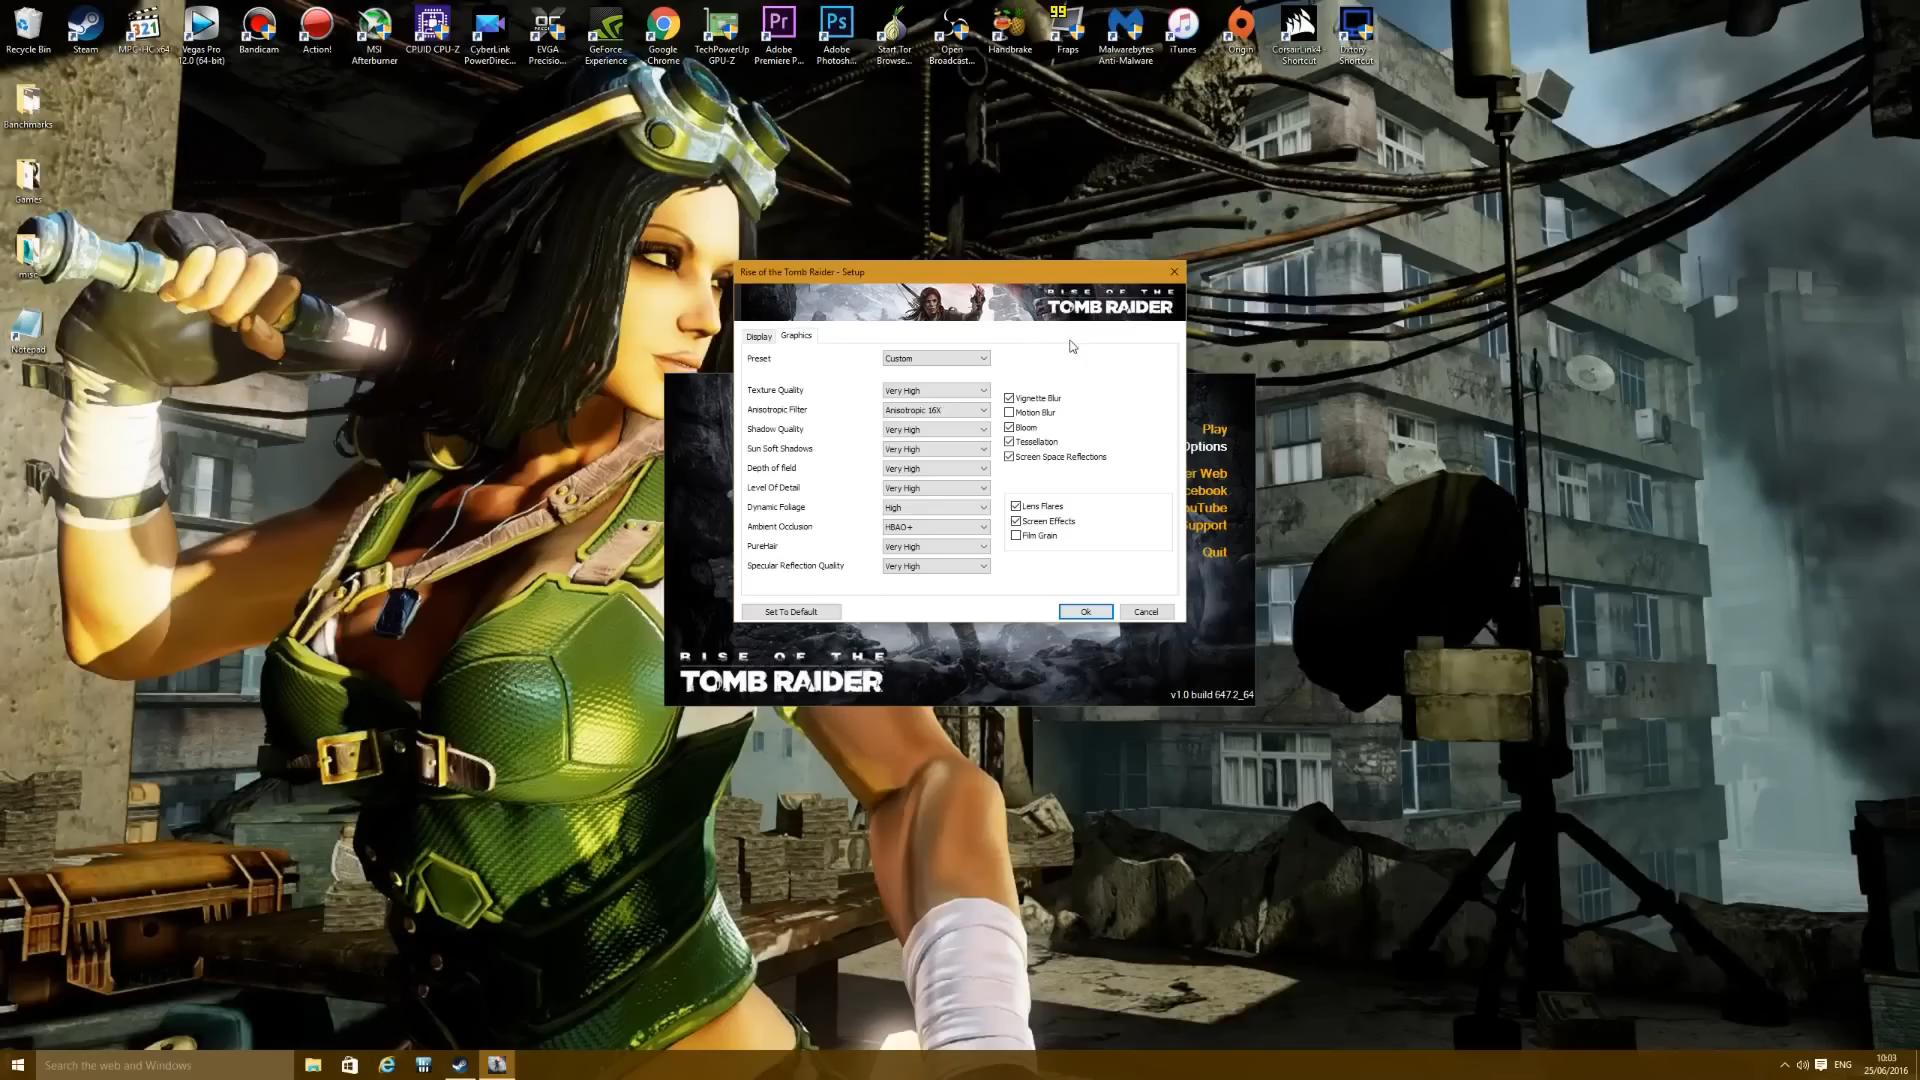 Recycle Bin
Steam
MPC-HC x64
Vegas Pro
12.0 (64-bit)
Bandicam
Action!
MSI
Afterburner
CPUID CPU-Z
CyberLink
PowerDirec...
EVGA
Precisio...
GeForce
Experience
Google
Chrome
TechPowerUp
GPU-Z
Adobe
Premiere P...
Adobe
Photosh...
Start Tor
Browse...
Open
Broadcast...
Handbrake
99
Fraps
Malwarebytes
Anti-Malware
iTunes
Origin
CorsairLink4 -
Shortcut
Dxtory
Shortcut
Banchmarks
Games
misc
Notepad
Rise of the Tomb Raider - Setup
RISE OF THE
TOMB RAIDER
Display
Graphics
Preset
Custom
Texture Quality
Very High
Anisotropic Filter
Anisotropic 16X
Shadow Quality
Very High
Sun Soft Shadows
Very High
Depth of field
Very High
Level Of Detail
Very High
Dynamic Foliage
High
Ambient Occlusion
HBAO+
PureHair
Very High
Specular Reflection Quality
Very High
Vignette Blur
Motion Blur
Bloom
Tessellation
Screen Space Reflections
Lens Flares
Screen Effects
Film Grain
Set To Default
Ok
Cancel
Play
Options
er Web
cebook
uTube
Support
Quit
RISE OF THE
TOMB RAIDER
v1.0 build 647.2_64
Search the web and Windows
ENG
10:03
25/06/2016